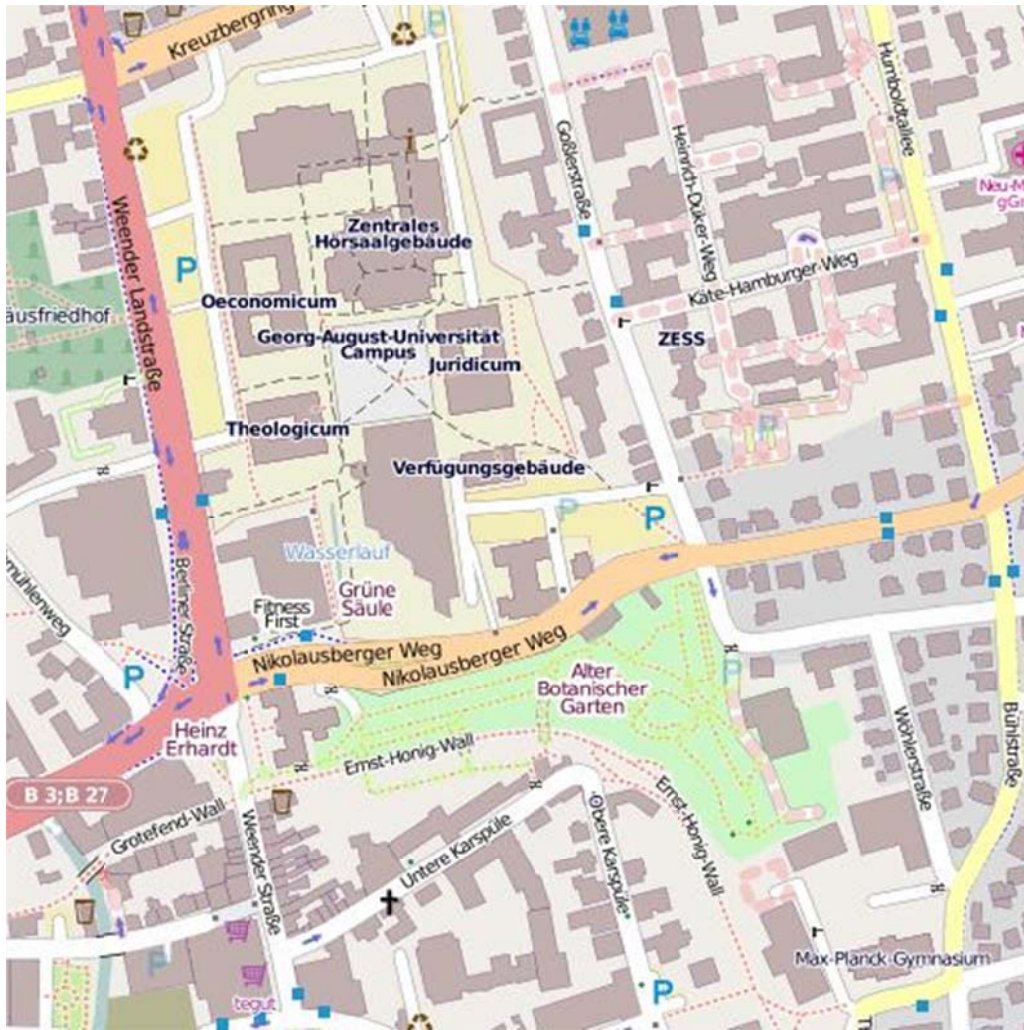 Kreuzbergring
Humboldtallee
Goßlerstraße
Heinrich-Düker-Weg
Weender Landstraße
Neu-M
gGr
Zentrales
Hörsaalgebäude
Käte-Hamburger-Weg
Oeconomicum
äusfriedhof
Georg-August-Universität
Campus
ZESS
Juridicum
Theologicum
Verfügungsgebäude
Wasserlauf
mühlenweg
Berliner Straße
Grüne
Säule
Fitness
First
Nikolausberger Weg
Nikolausberger Weg
Alter
Botanischer
Garten
Heinz
Erhardt
Ernst-Honig-Wall
Wöhlerstraße
Bühlstraße
B 3;B 27
Grotefend-Wall
Weender Straße
Untere Karspüle
Obere Karspüle
Ernst-Honig-Wall
Max-Planck-Gymnasium
tegut